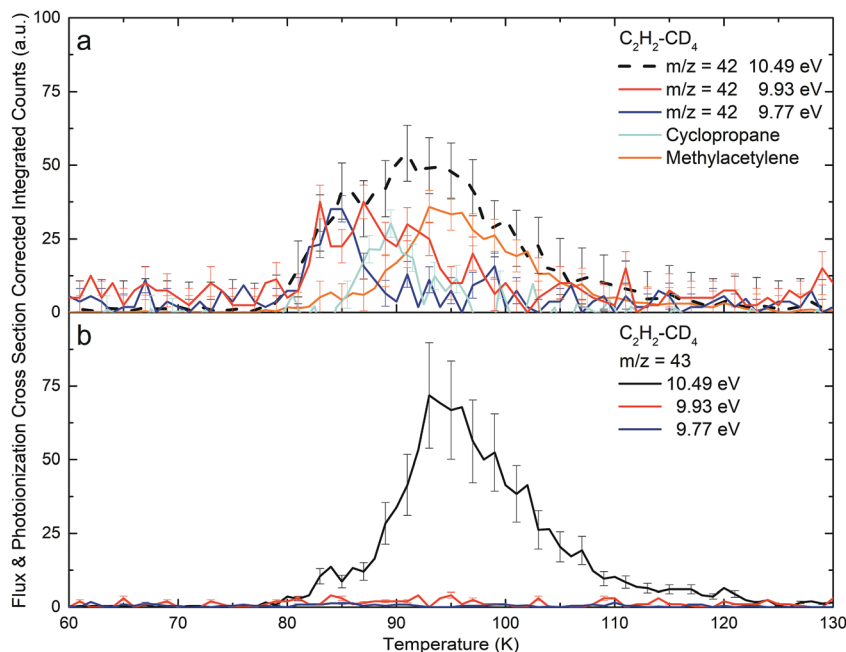 Flux & Photoionization Cross Section Corrected Integrated Counts (a.u.)
100
75
50
25
0
a
C₂H₂-CD₄
m/z = 42 10.49 eV
m/z = 42 9.93 eV
m/z = 42 9.77 eV
Cyclopropane
Methylacetylene
75
50
25
0
b
C₂H₂-CD₄
m/z = 43
10.49 eV
9.93 eV
9.77 eV
60 70 80 90 100 110 120 130
Temperature (K)